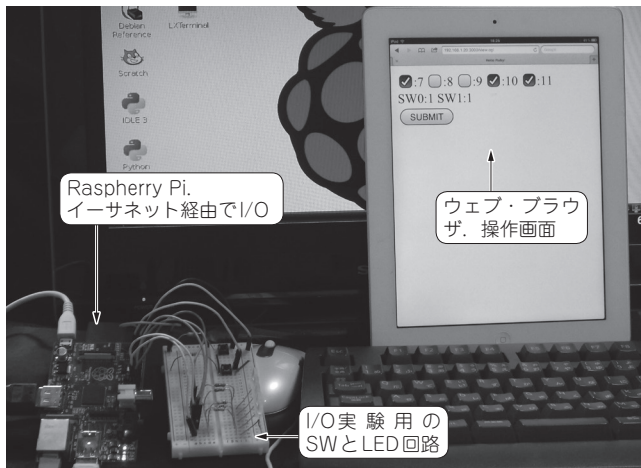 Debian
Reference
LXTerminal
Scratch
IDLE 3
Python
:7 :8 :9 :10 :11
SW0:1 SW1:1
SUBMIT
Raspherry Pi.
イーサネット経由でI/O
ウェブ・ブラウ
ザ．操作画面
I/O実験用の
SWとLED回路